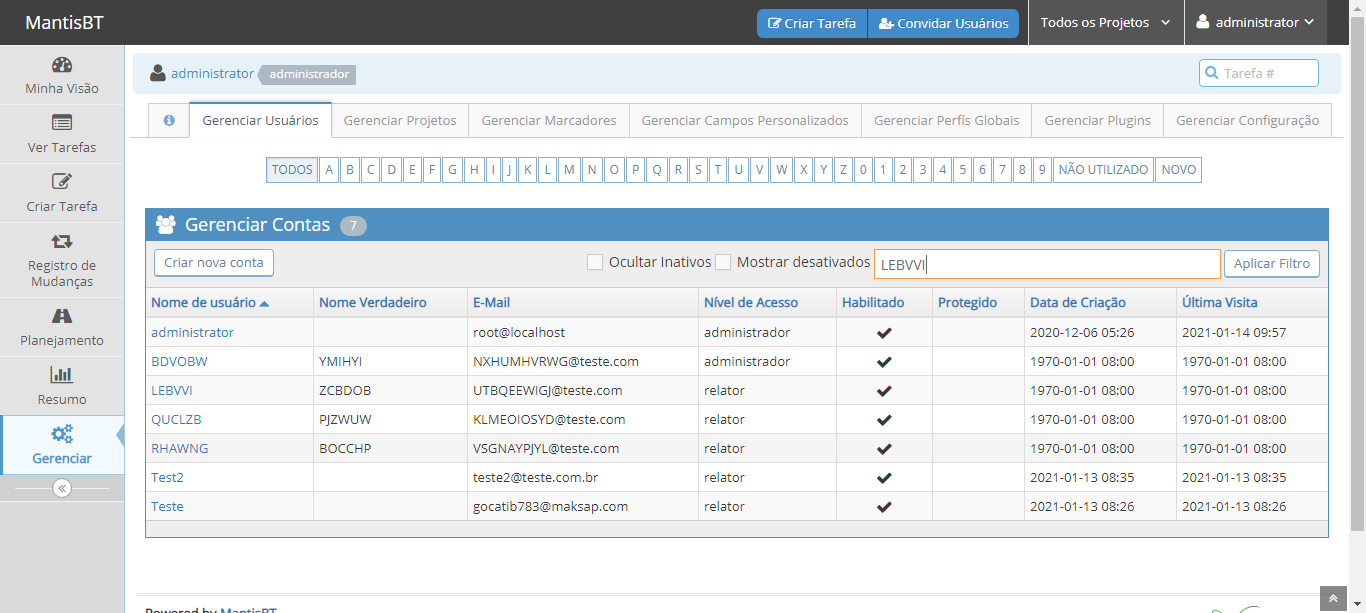 MantisBT
Criar Tarefa
Convidar Usuários
Todos os Projetos
administrator
Minha Visão
Ver Tarefas
Criar Tarefa
Registro de
Mudanças
Planejamento
Resumo
Gerenciar
administrator administrador
Tarefa #
Gerenciar Usuários
Gerenciar Projetos
Gerenciar Marcadores
Gerenciar Campos Personalizados
Gerenciar Perfís Globais
Gerenciar Plugins
Gerenciar Configuração
TODOS A B C D E F G H I J K L M N O P Q R S T U V W X Y Z 0 1 2 3 4 5 6 7 8 9 NÃO UTILIZADO NOVO
Gerenciar Contas 7
Criar nova conta Ocultar Inativos Mostrar desativados LEBVVI Aplicar Filtro
Nome de usuário Nome Verdadeiro E-Mail Nível de Acesso Habilitado Protegido Data de Criação Última Visita
administrator root@localhost administrador 2020-12-06 05:26 2021-01-14 09:57
BDVOBW YMIHYI NXHUMHVRWG@teste.com administrador 1970-01-01 08:00 1970-01-01 08:00
LEBVVI ZCBDOB UTBQEEWIGJ@teste.com relator 1970-01-01 08:00 1970-01-01 08:00
QUCLZB PJZWUW KLMEOIOSYD@teste.com relator 1970-01-01 08:00 1970-01-01 08:00
RHAWNG BOCCHP VSGNAYPJYL@teste.com relator 1970-01-01 08:00 1970-01-01 08:00
Test2 teste2@teste.com.br relator 2021-01-13 08:35 2021-01-13 08:35
Teste gocatib783@maksap.com relator 2021-01-13 08:26 2021-01-13 08:26
Powered by MantisBT